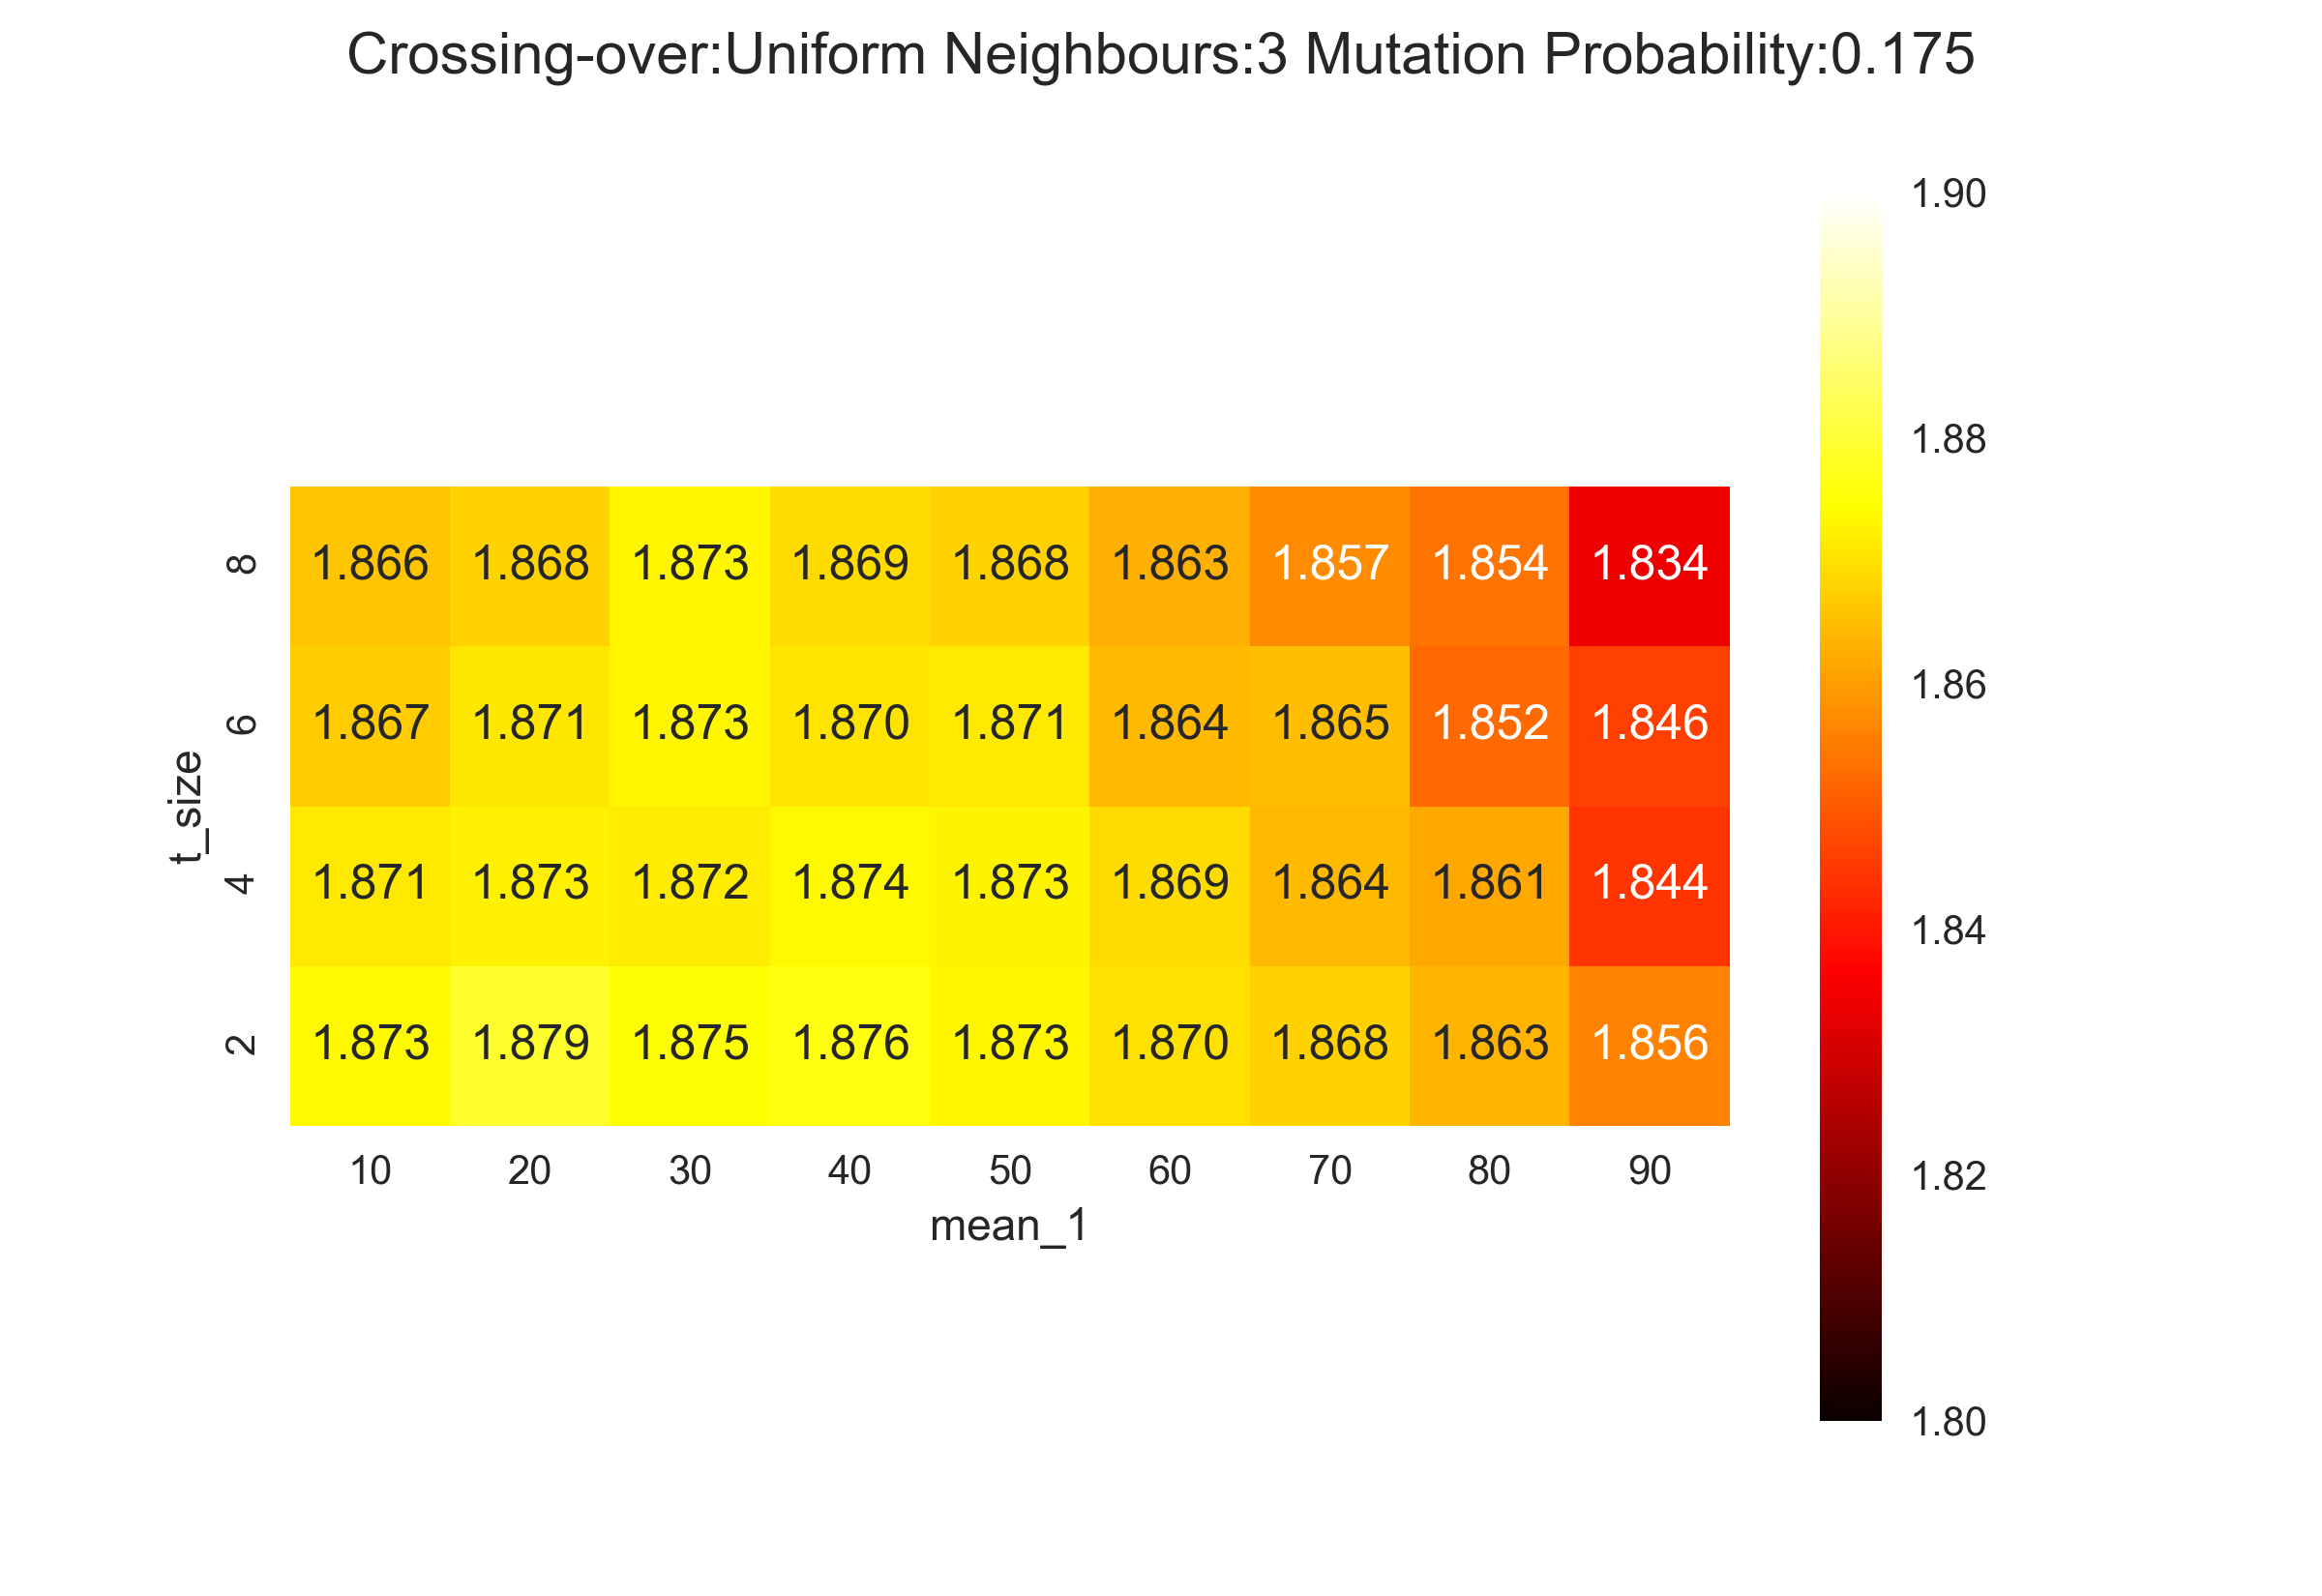 Crossing-over:Uniform Neighbours:3 Mutation Probability:0.175
t_size
8 1.866 1.868 1.873 1.869 1.868 1.863 1.857 1.854 1.834
6 1.867 1.871 1.873 1.870 1.871 1.864 1.865 1.852 1.846
4 1.871 1.873 1.872 1.874 1.873 1.869 1.864 1.861 1.844
2 1.873 1.879 1.875 1.876 1.873 1.870 1.868 1.863 1.856
10 20 30 40 50 60 70 80 90
mean_1
1.90
1.88
1.86
1.84
1.82
1.80